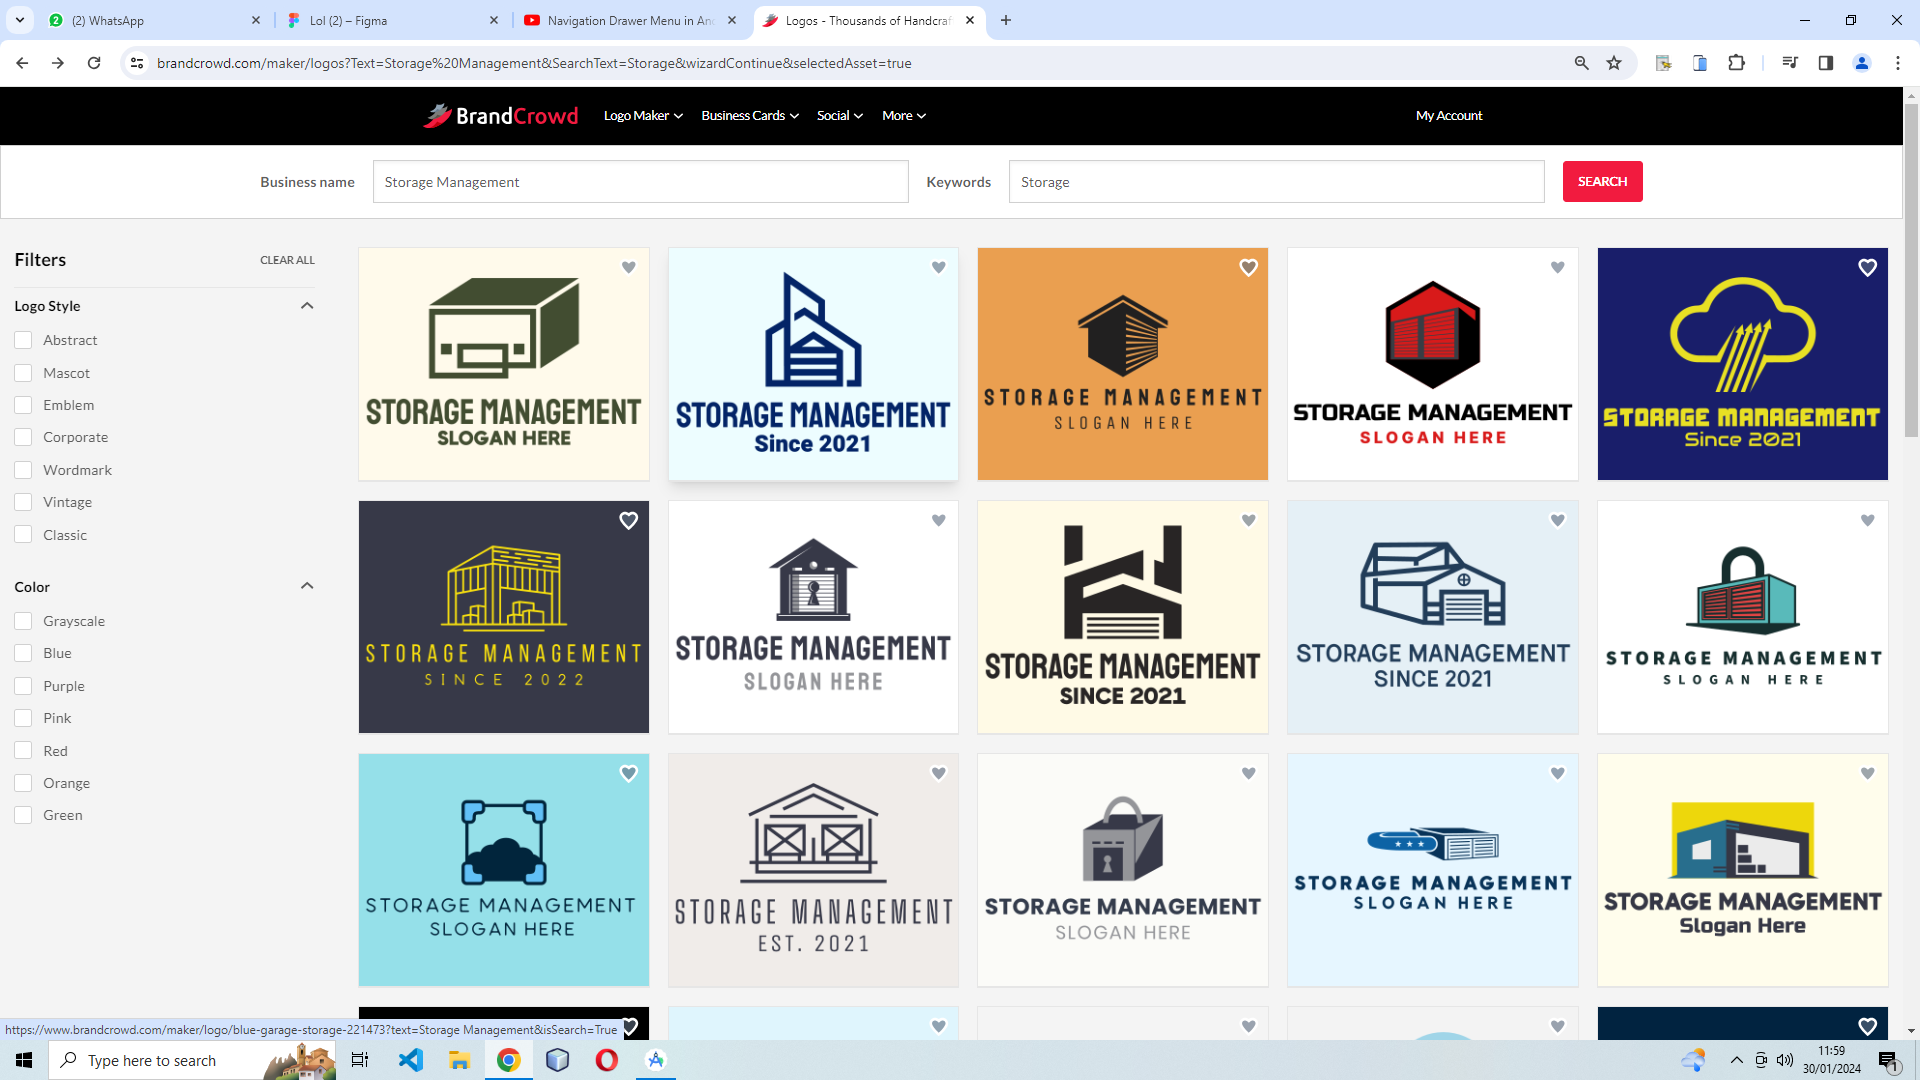 (2) WhatsApp
Lol (2) – Figma
Navigation Drawer Menu in An
Logos - Thousands of Handcraf
brandcrowd.com/maker/logos?Text=Storage%20Management&SearchText=Storage&wizardContinue&selectedAsset=true
BrandCrowd
Logo Maker
Business Cards
Social
More
My Account
Business name
Storage Management
Keywords
Storage
SEARCH
Filters
CLEAR ALL
Logo Style
Abstract
Mascot
Emblem
Corporate
Wordmark
Vintage
Classic
Color
Grayscale
Blue
Purple
Pink
Red
Orange
Green
STORAGE MANAGEMENT
SLOGAN HERE
STORAGE MANAGEMENT
Since 2021
STORAGE MANAGEMENT
SLOGAN HERE
STORAGE MANAGEMENT
SLOGAN HERE
STORAGE MANAGEMENT
Since 2021
STORAGE MANAGEMENT
SINCE 2022
STORAGE MANAGEMENT
SLOGAN HERE
STORAGE MANAGEMENT
SINCE 2021
STORAGE MANAGEMENT
SINCE 2021
STORAGE MANAGEMENT
SLOGAN HERE
STORAGE MANAGEMENT
SLOGAN HERE
STORAGE MANAGEMENT
EST. 2021
STORAGE MANAGEMENT
SLOGAN HERE
STORAGE MANAGEMENT
SLOGAN HERE
STORAGE MANAGEMENT
Slogan Here
https://www.brandcrowd.com/maker/logo/blue-garage-storage-221473?text=Storage Management&isSearch=True
Type here to search
11:59
30/01/2024
1